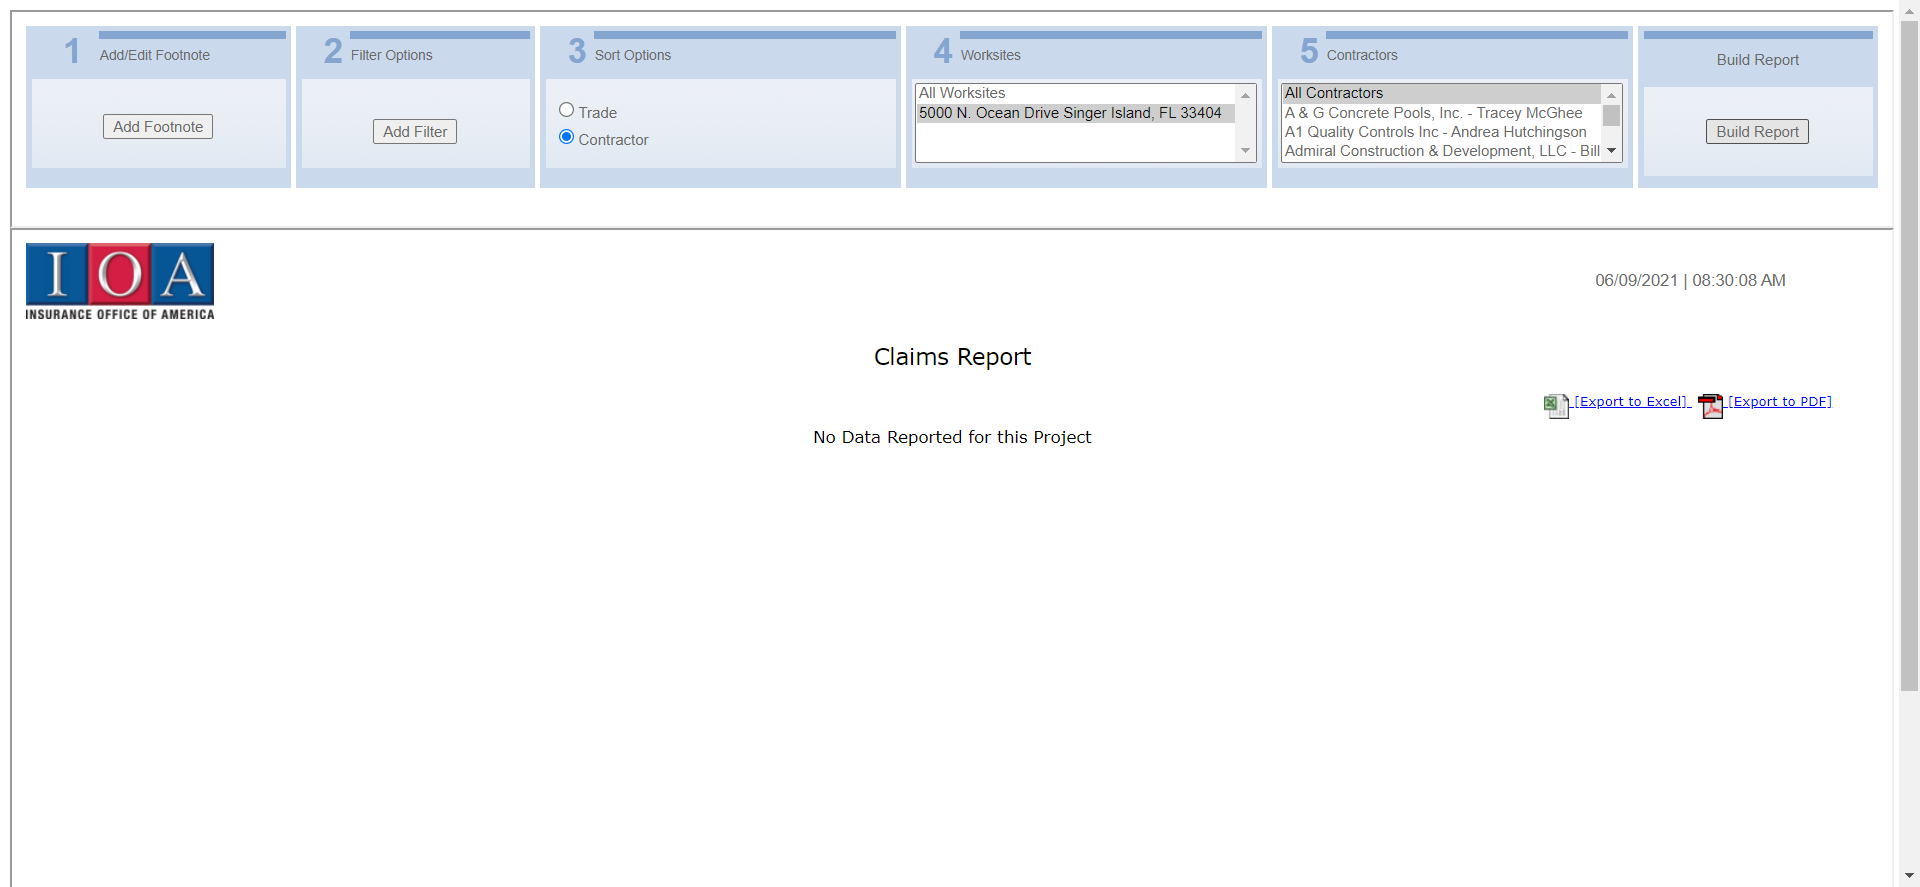 1 Add/Edit Footnote
Add Footnote
2 Filter Options
Add Filter
3 Sort Options
Trade
Contractor
4 Worksites
All Worksites
5000 N. Ocean Drive Singer Island, FL 33404
5 Contractors
All Contractors
A & G Concrete Pools, Inc. - Tracey McGhee
A1 Quality Controls Inc - Andrea Hutchingson
Admiral Construction & Development, LLC - Bill
Build Report
Build Report
IOA
INSURANCE OFFICE OF AMERICA
06/09/2021 | 08:30:08 AM
Claims Report
[Export to Excel] [Export to PDF]
No Data Reported for this Project